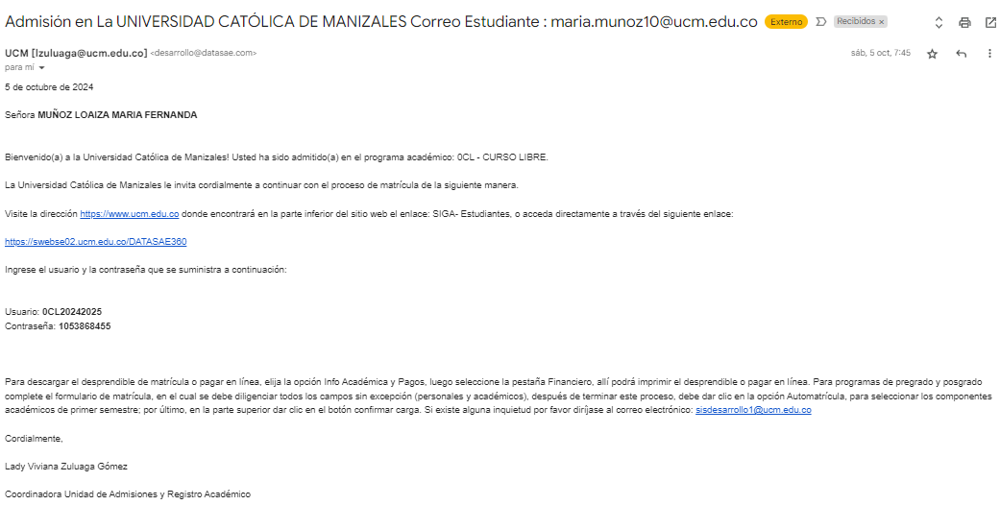 Admisión en La UNIVERSIDAD CATÓLICA DE MANIZALES Correo Estudiante : maria.munoz10@ucm.edu.co Externo Recibidos ×
UCM [lzuluaga@ucm.edu.co] <desarrollo@datasae.com> sáb, 5 oct, 7:45
para mí
5 de octubre de 2024
Señora MUÑOZ LOAIZA MARIA FERNANDA
Bienvenido(a) a la Universidad Católica de Manizales! Usted ha sido admitido(a) en el programa académico: 0CL - CURSO LIBRE.
La Universidad Católica de Manizales le invita cordialmente a continuar con el proceso de matrícula de la siguiente manera.
Visite la dirección https://www.ucm.edu.co donde encontrará en la parte inferior del sitio web el enlace: SIGA- Estudiantes, o acceda directamente a través del siguiente enlace:
https://swebse02.ucm.edu.co/DATASAE360
Ingrese el usuario y la contraseña que se suministra a continuación:
Usuario: 0CL20242025
Contraseña: 1053868455
Para descargar el desprendible de matrícula o pagar en línea, elija la opción Info Académica y Pagos, luego seleccione la pestaña Financiero, allí podrá imprimir el desprendible o pagar en línea. Para programas de pregrado y posgrado
complete el formulario de matrícula, en el cual se debe diligenciar todos los campos sin excepción (personales y académicos), después de terminar este proceso, debe dar clic en la opción Automatrícula, para seleccionar los componentes
académicos de primer semestre; por último, en la parte superior dar clic en el botón confirmar carga. Si existe alguna inquietud por favor diríjase al correo electrónico: sisdesarrollo1@ucm.edu.co
Cordialmente,
Lady Viviana Zuluaga Gómez
Coordinadora Unidad de Admisiones y Registro Académico